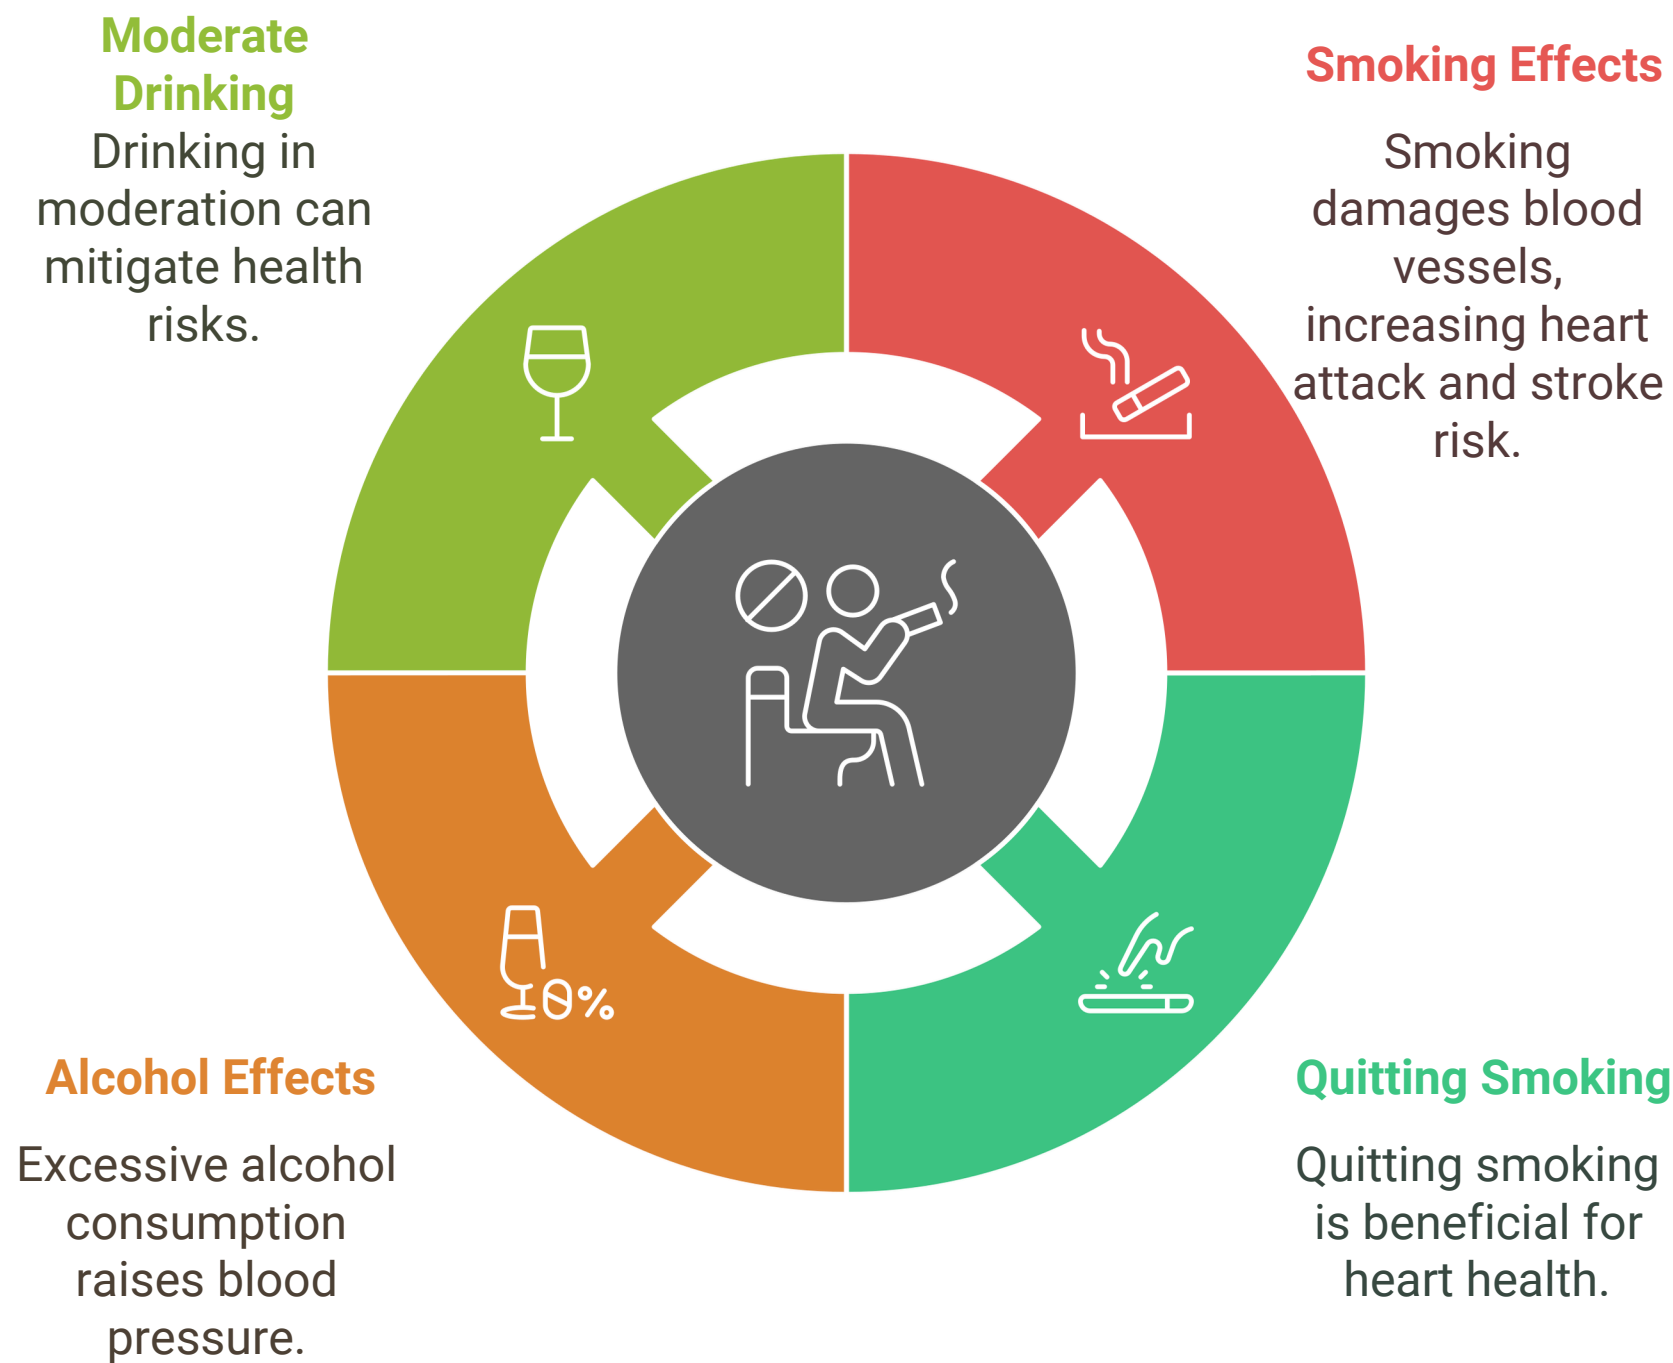 Moderate
Drinking
Drinking in
moderation can
mitigate health
risks.
Smoking Effects
Smoking
damages blood
vessels,
increasing heart
attack and stroke
risk.
0%
Alcohol Effects
Excessive alcohol
consumption
raises blood
pressure.
Quitting Smoking
Quitting smoking
is beneficial for
heart health.